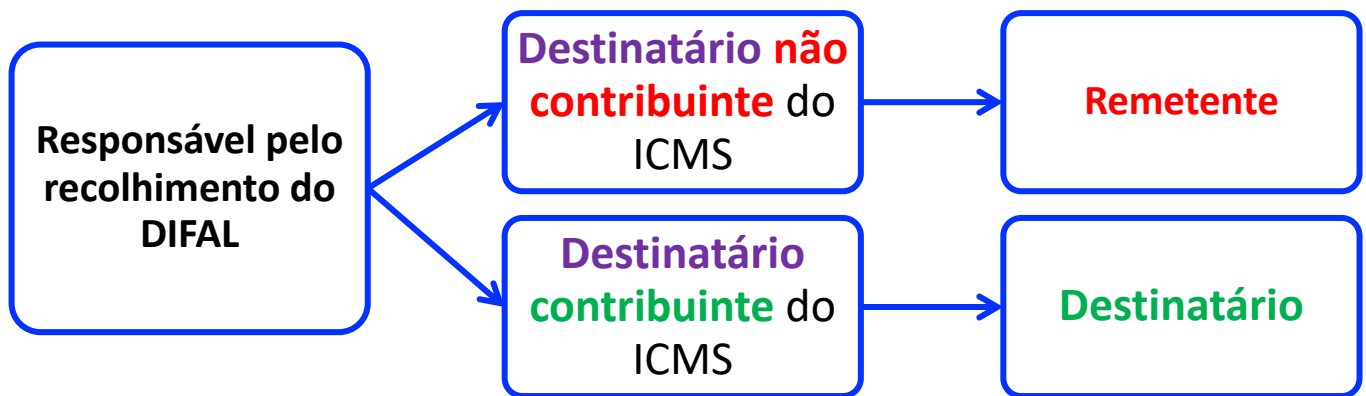 Responsável pelo
recolhimento do
DIFAL
Destinatário não
contribuinte do
ICMS
Remetente
Destinatário
contribuinte do
ICMS
Destinatário